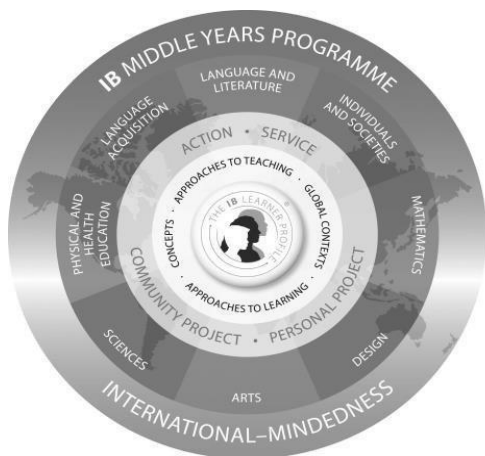 IB MIDDLE YEARS PROGRAMME
LANGUAGE AND
LITERATURE
INDIVIDUALS
AND SOCIETIES
MATHEMATICS
DESIGN
ARTS
SCIENCES
PHYSICAL AND
HEALTH
EDUCATION
LANGUAGE
ACQUISITION
ACTION • SERVICE
PERSONAL PROJECT
•
COMMUNITY PROJECT
APPROACHES TO TEACHING
·
GLOBAL CONTEXTS
·
APPROACHES TO LEARNING
·
CONCEPTS
·
THE IB LEARNER PROFILE
INTERNATIONAL–MINDEDNESS